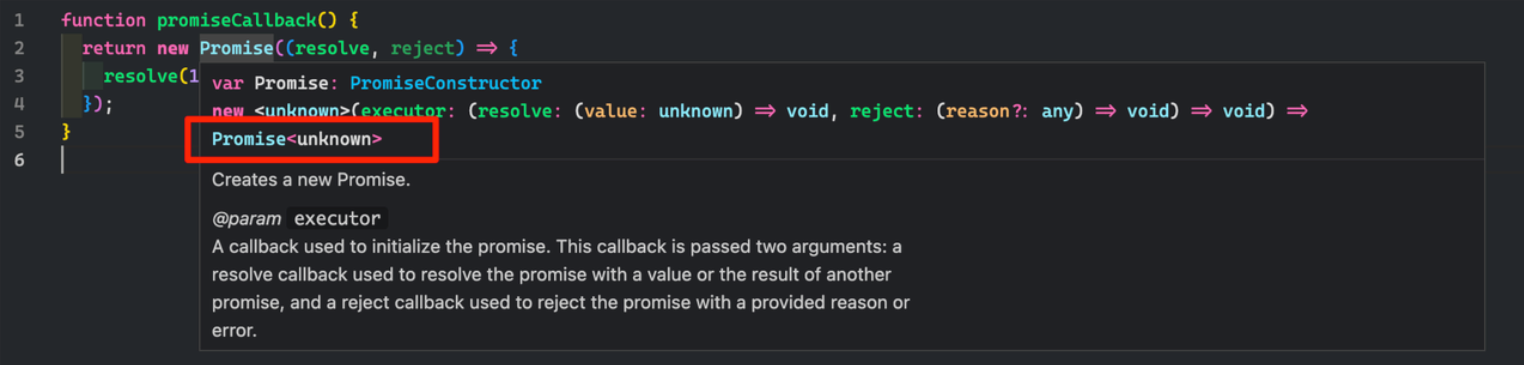 1 function promiseCallback() {
2 return new Promise((resolve, reject) => {
3 resolve(1
4 });
5 }
6
var Promise: PromiseConstructor
new <unknown>(executor: (resolve: (value: unknown) => void, reject: (reason?: any) => void) => void) =>
Promise<unknown>
Creates a new Promise.
@param executor
A callback used to initialize the promise. This callback is passed two arguments: a
resolve callback used to resolve the promise with a value or the result of another
promise, and a reject callback used to reject the promise with a provided reason or
error.